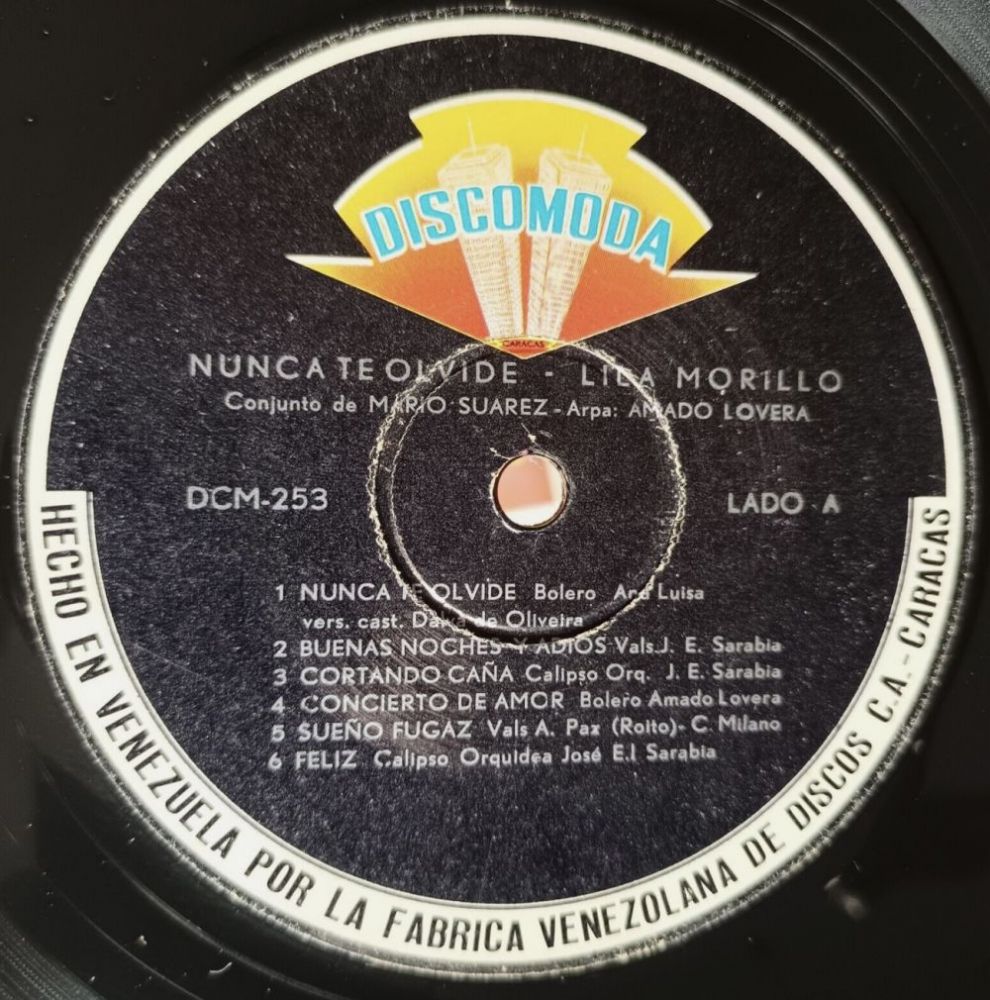 DISCOMODA
CARACAS
NUNCA TE OLVIDE - LILA MORILLO
Conjunto de MARIO SUAREZ - Arpa: AMADO LOVERA
DCM-253
LADO A
1 NUNCA TE OLVIDE Bolero Ana Luisa
vers. cast. de Oliveira
2 BUENAS NOCHES Y ADIOS Vals J. E. Sarabia
3 CORTANDO CAÑA Calipso Orq. J. E. Sarabia
4 CONCIERTO DE AMOR Bolero Amado Lovera
5 SUEÑO FUGAZ Vals A. Paz (Roito)- C. Milano
6 FELIZ Calipso Orquidea José E.I Sarabia
HECHO EN VENEZUELA POR LA FABRICA VENEZOLANA DE DISCOS C.A.- CARACAS